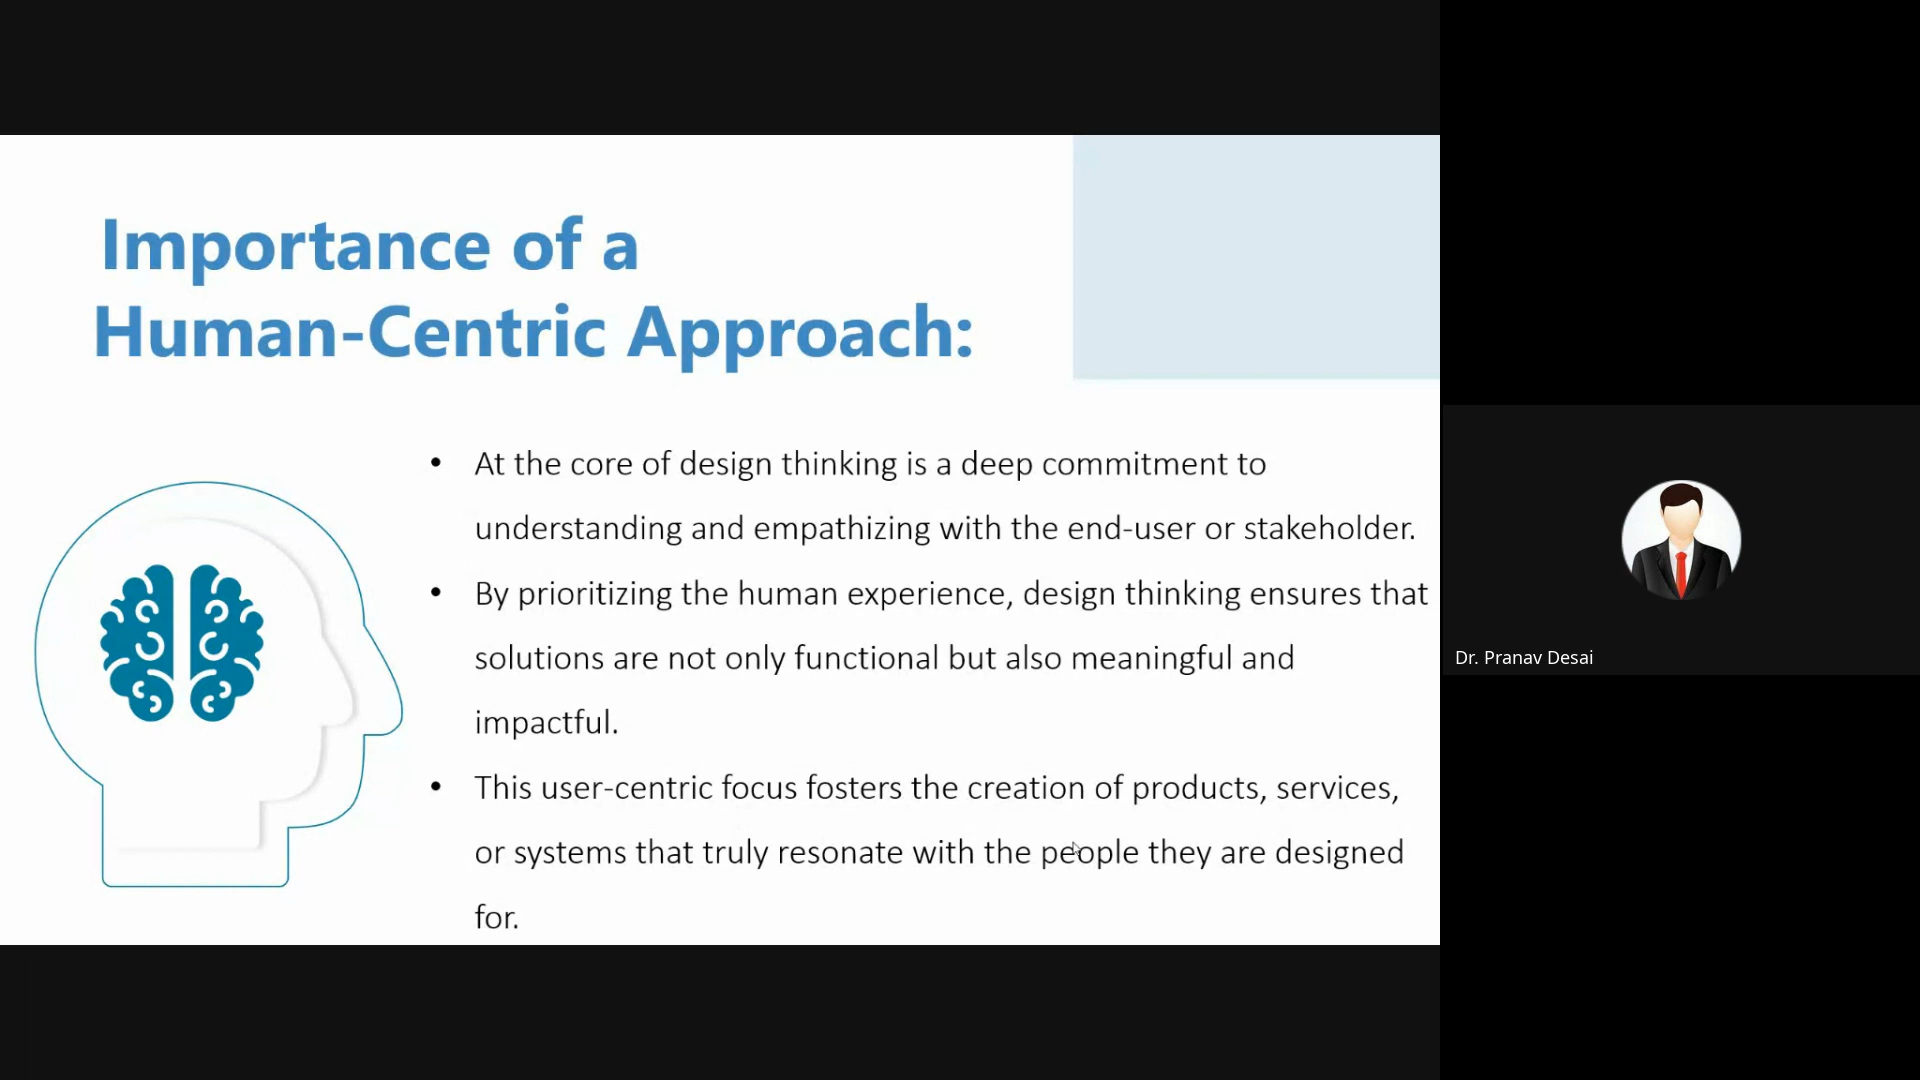 Importance of a
Human-Centric Approach:
• At the core of design thinking is a deep commitment to
understanding and empathizing with the end-user or stakeholder.
• By prioritizing the human experience, design thinking ensures that
solutions are not only functional but also meaningful and
impactful.
• This user-centric focus fosters the creation of products, services,
or systems that truly resonate with the people they are designed
for.
Dr. Pranav Desai